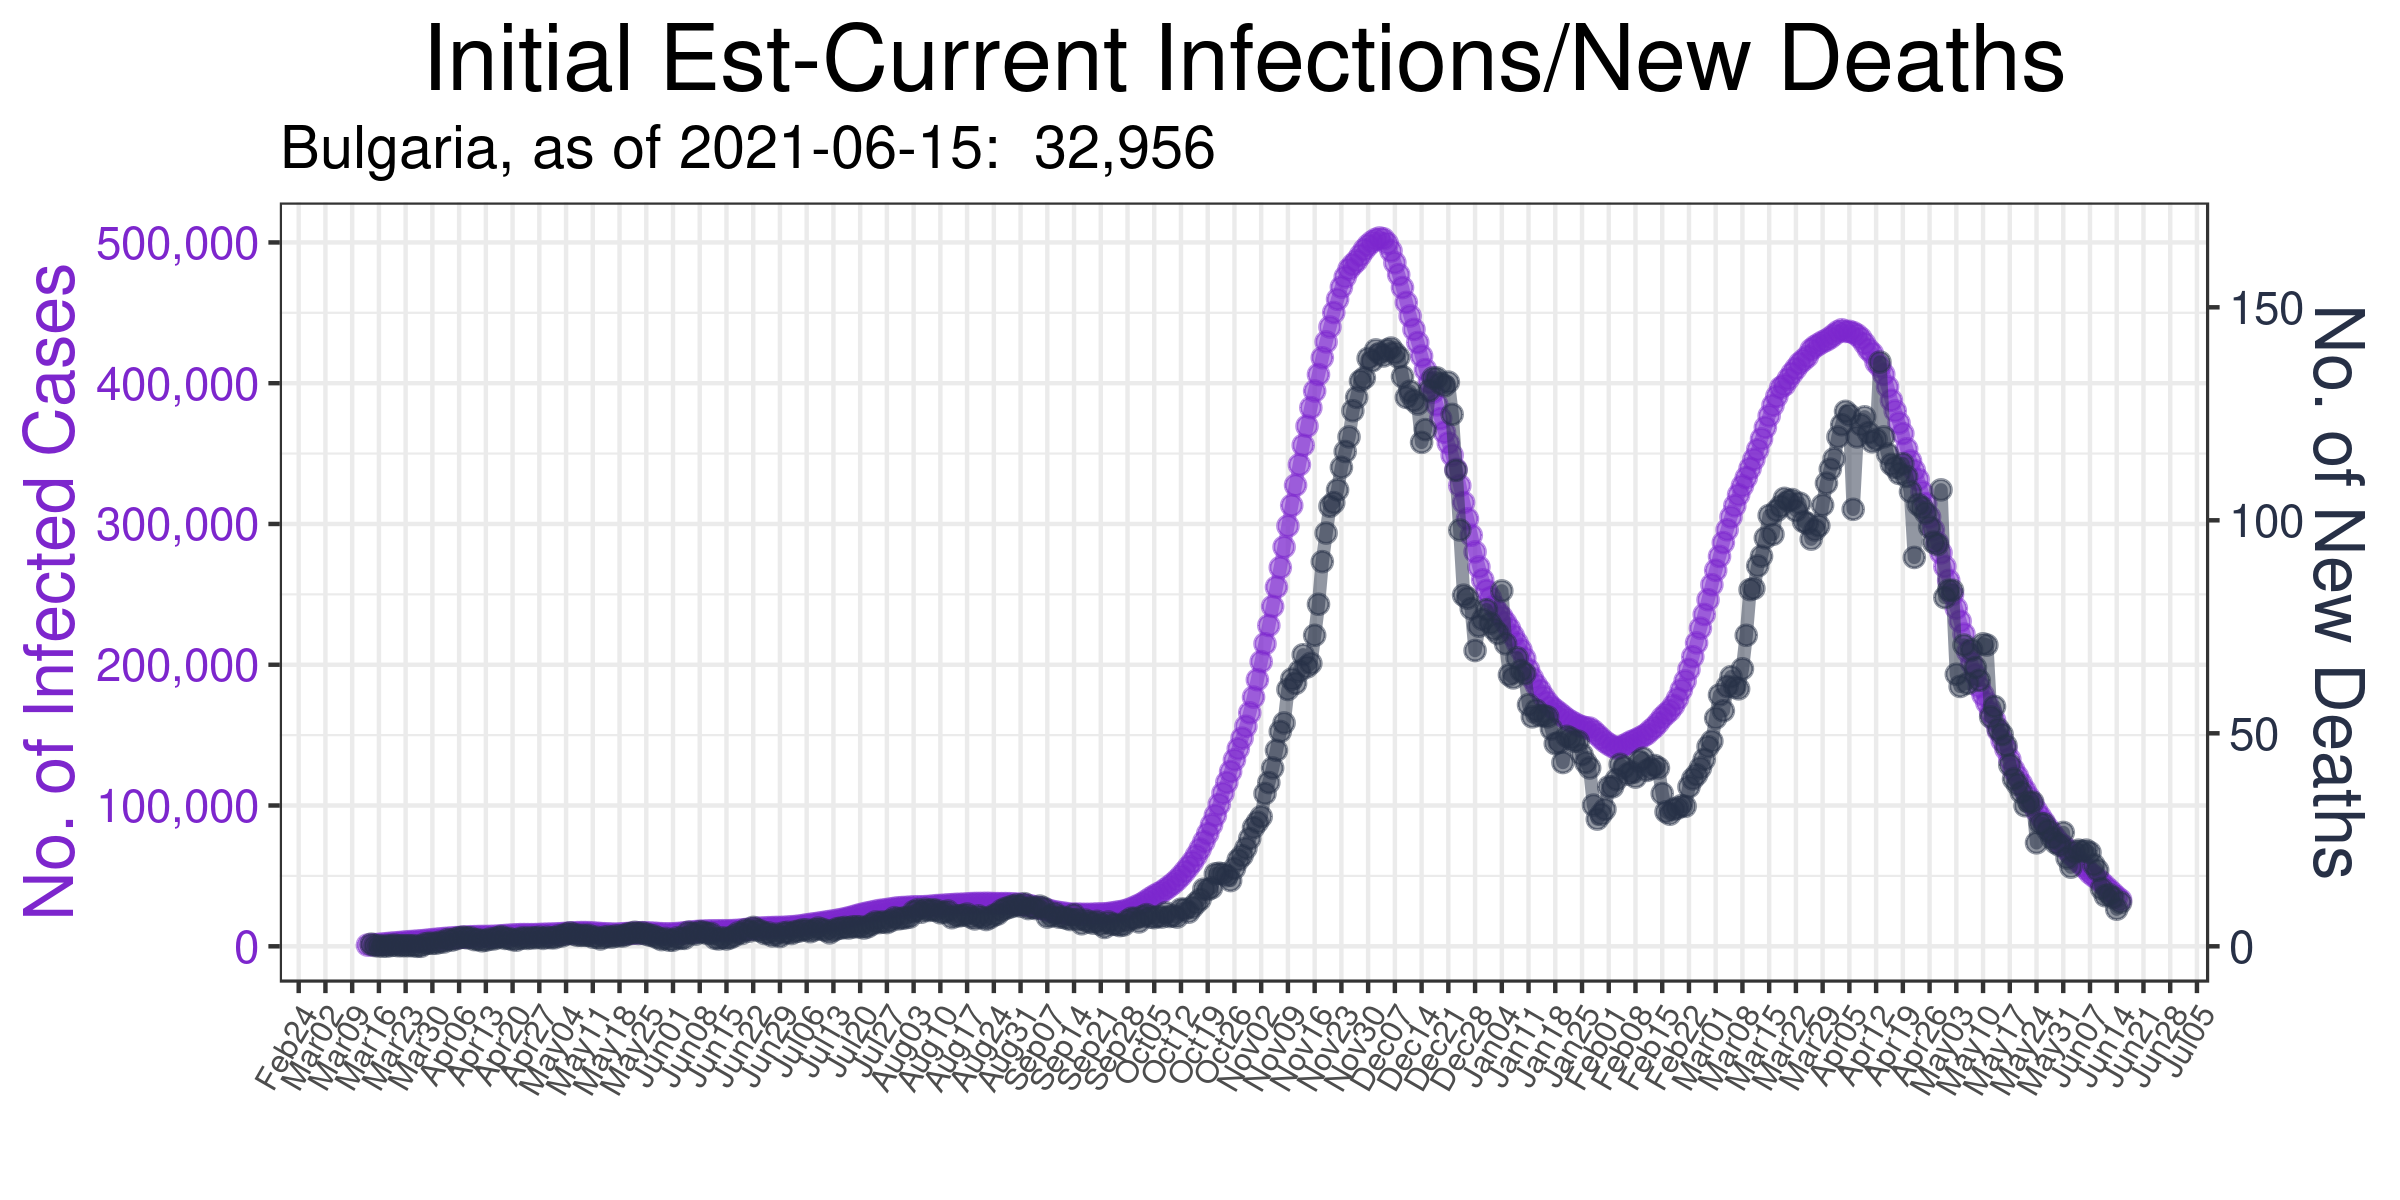 Initial Est-Current Infections/New Deaths
Bulgaria, as of 2021-06-15:  32,956
No. of Infected Cases
500,000
400,000
300,000
200,000
100,000
0
150
100
50
0
No. of New Deaths
Feb24
Mar02
Mar09
Mar16
Mar23
Mar30
Apr06
Apr13
Apr20
Apr27
May04
May11
May18
May25
Jun01
Jun08
Jun15
Jun22
Jun29
Jul06
Jul13
Jul20
Jul27
Aug03
Aug10
Aug17
Aug24
Aug31
Sep07
Sep14
Sep21
Sep28
Oct05
Oct12
Oct19
Oct26
Nov02
Nov09
Nov16
Nov23
Nov30
Dec07
Dec14
Dec21
Dec28
Jan04
Jan11
Jan18
Jan25
Feb01
Feb08
Feb15
Feb22
Mar01
Mar08
Mar15
Mar22
Mar29
Apr05
Apr12
Apr19
Apr26
May03
May10
May17
May24
May31
Jun07
Jun14
Jun21
Jun28
Jul05